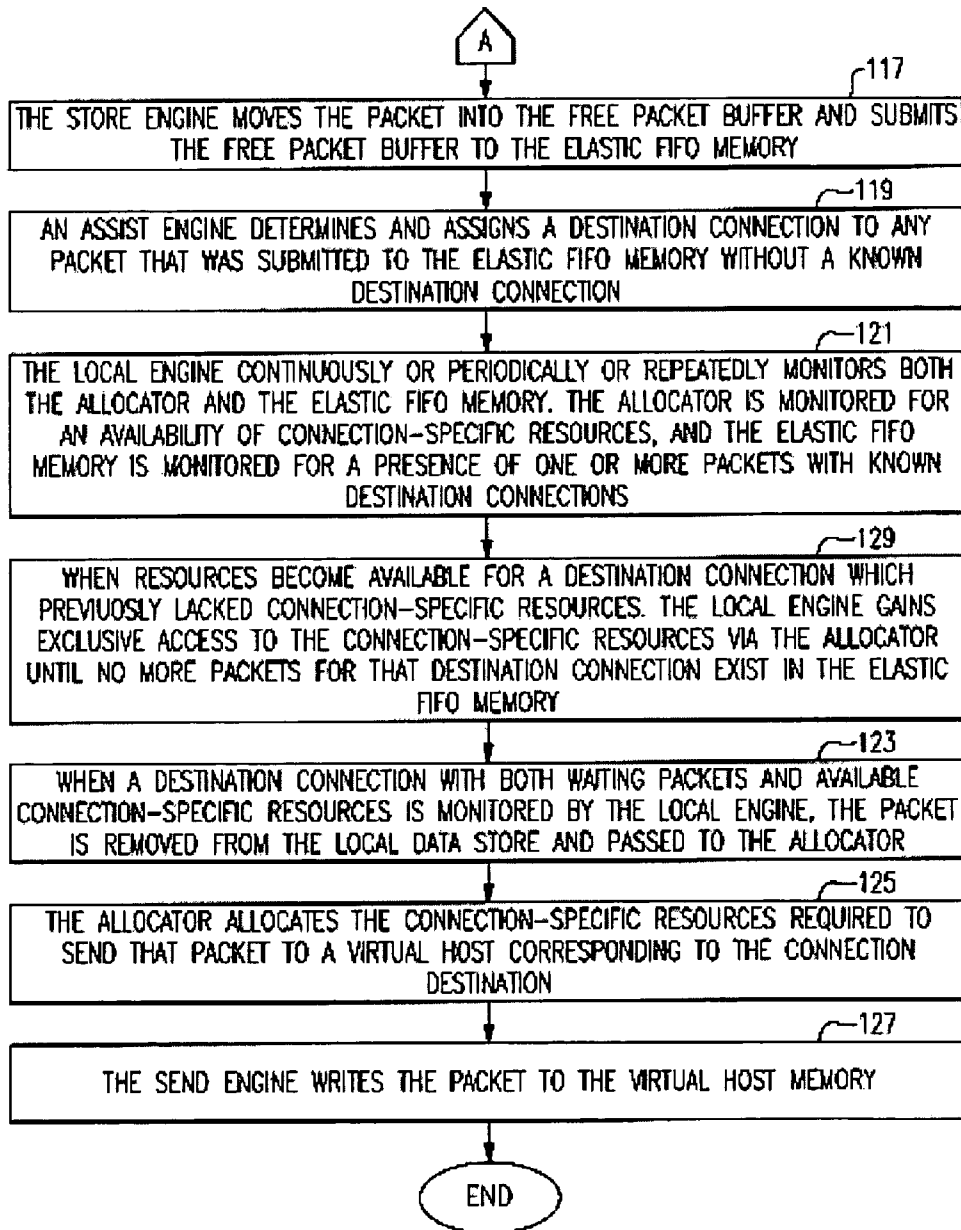 A
117
THE STORE ENGINE MOVES THE PACKET INTO THE FREE PACKET BUFFER AND SUBMITS
THE FREE PACKET BUFFER TO THE ELASTIC FIFO MEMORY
119
AN ASSIST ENGINE DETERMINES AND ASSIGNS A DESTINATION CONNECTION TO ANY
PACKET THAT WAS SUBMITTED TO THE ELASTIC FIFO MEMORY WITHOUT A KNOWN
DESTINATION CONNECTION
121
THE LOCAL ENGINE CONTINUOUSLY OR PERIODICALLY OR REPEATEDLY MONITORS BOTH
THE ALLOCATOR AND THE ELASTIC FIFO MEMORY. THE ALLOCATOR IS MONITORED FOR
AN AVAILABILITY OF CONNECTION-SPECIFIC RESOURCES, AND THE ELASTIC FIFO
MEMORY IS MONITORED FOR A PRESENCE OF ONE OR MORE PACKETS WITH KNOWN
DESTINATION CONNECTIONS
129
WHEN RESOURCES BECOME AVAILABLE FOR A DESTINATION CONNECTION WHICH
PREVIUOSLY LACKED CONNECTION-SPECIFIC RESOURCES. THE LOCAL ENGINE GAINS
EXCLUSIVE ACCESS TO THE CONNECTION-SPECIFIC RESOURCES VIA THE ALLOCATOR
UNTIL NO MORE PACKETS FOR THAT DESTINATION CONNECTION EXIST IN THE ELASTIC
FIFO MEMORY
123
WHEN A DESTINATION CONNECTION WITH BOTH WAITING PACKETS AND AVAILABLE
CONNECTION-SPECIFIC RESOURCES IS MONITORED BY THE LOCAL ENGINE, THE PACKET
IS REMOVED FROM THE LOCAL DATA STORE AND PASSED TO THE ALLOCATOR
125
THE ALLOCATOR ALLOCATES THE CONNECTION-SPECIFIC RESOURCES REQUIRED TO
SEND THAT PACKET TO A VIRTUAL HOST CORRESPONDING TO THE CONNECTION
DESTINATION
127
THE SEND ENGINE WRITES THE PACKET TO THE VIRTUAL HOST MEMORY
END